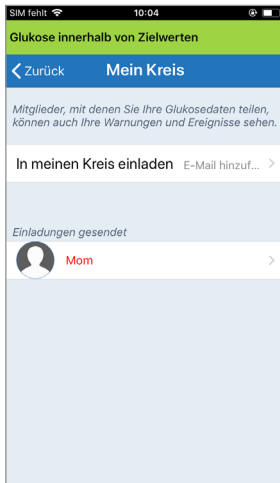 SIM fehlt 10:04
Glukose innerhalb von Zielwerten
Zurück Mein Kreis
Mitglieder, mit denen Sie Ihre Glukosedaten teilen,
können auch Ihre Warnungen und Ereignisse sehen.
In meinen Kreis einladen E-Mail hinzuf...
Einladungen gesendet
Mom